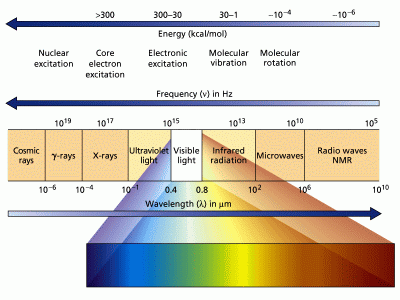 >300 300–30 30–1 ~10⁻⁴ ~10⁻⁶
Energy (kcal/mol)
Nuclear Core Electronic Molecular Molecular
excitation electron excitation vibration rotation
excitation
Frequency (ν) in Hz
10¹⁹ 10¹⁷ 10¹⁵ 10¹³ 10¹⁰ 10⁵
Cosmic γ-rays X-rays Ultraviolet Visible Infrared Microwaves Radio waves
rays light light radiation NMR
10⁻⁶ 10⁻⁴ 10⁻¹ 0.4 0.8 10² 10⁶ 10¹⁰
Wavelength (λ) in μm